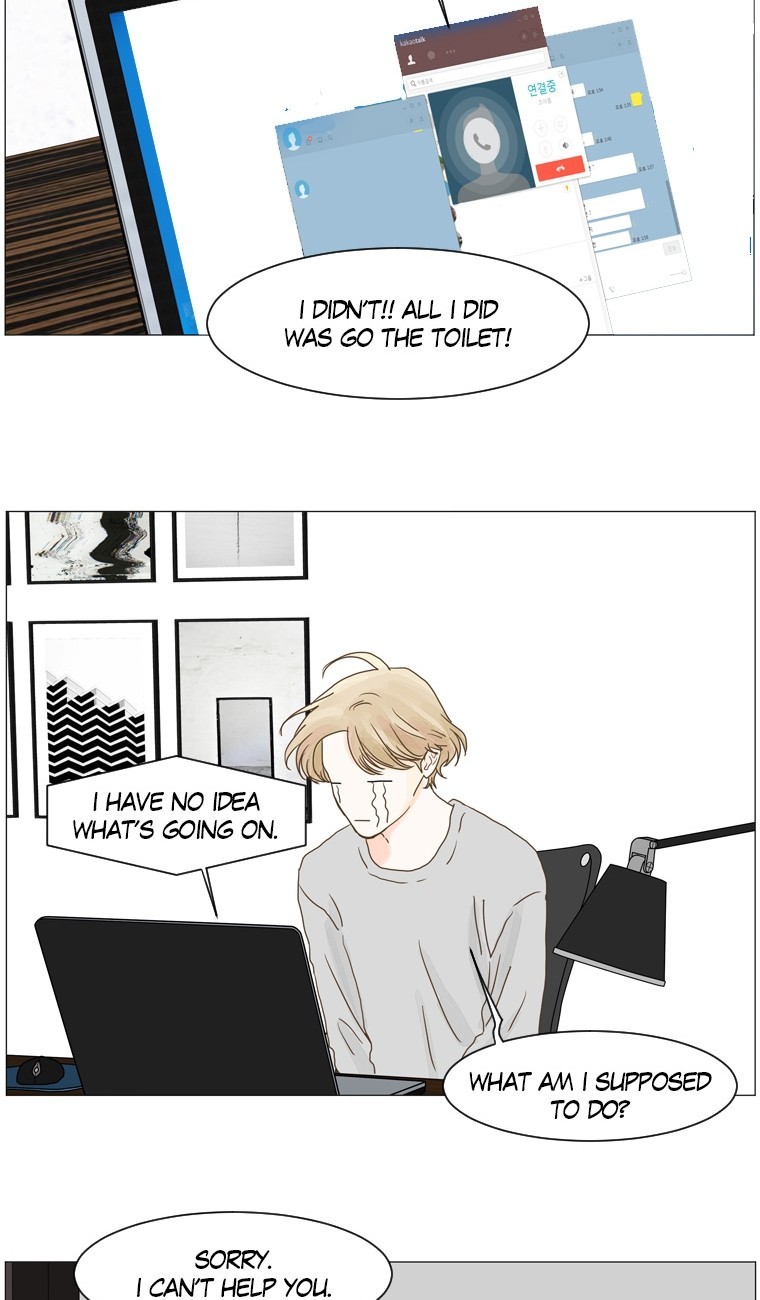 kakaotalk
연결중
I DIDN'T!! ALL I DID
WAS GO THE TOILET!
I HAVE NO IDEA
WHAT'S GOING ON.
WHAT AM I SUPPOSED
TO DO?
SORRY.
I CAN'T HELP YOU.